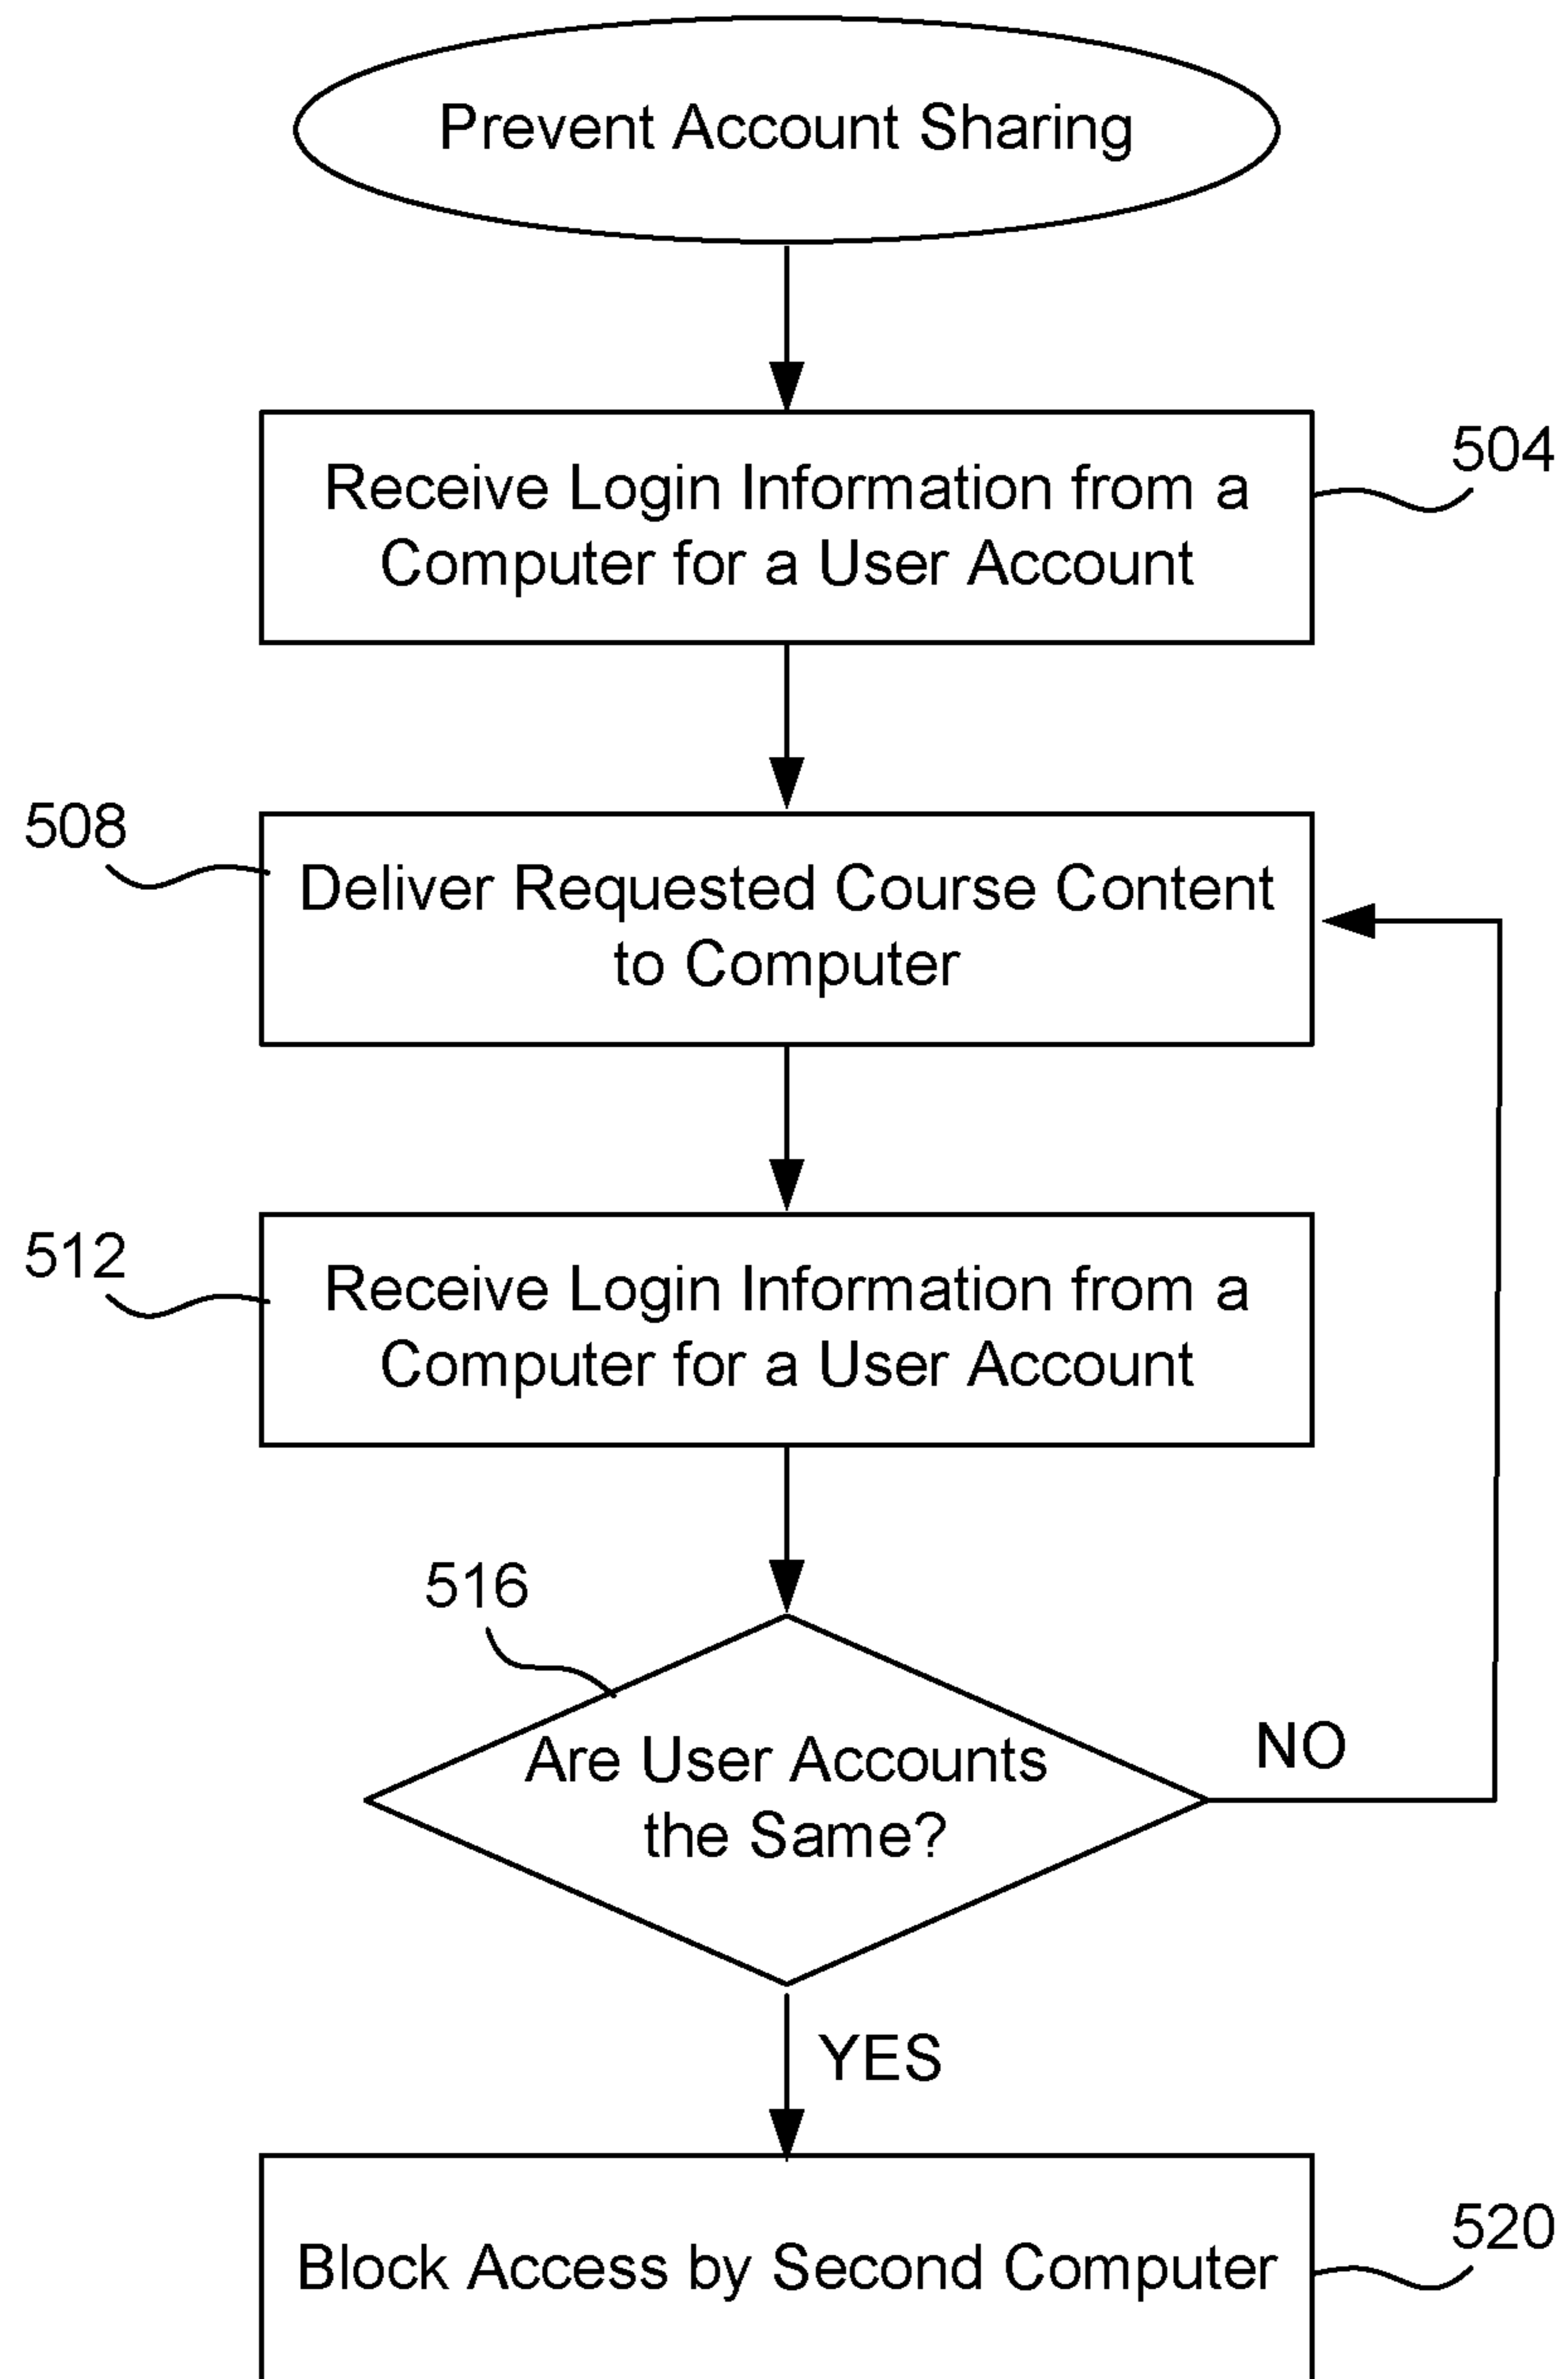 Prevent Account Sharing
Receive Login Information from a
Computer for a User Account
504
508
Deliver Requested Course Content
to Computer
512
Receive Login Information from a
Computer for a User Account
516
Are User Accounts
the Same?
NO
YES
Block Access by Second Computer
520